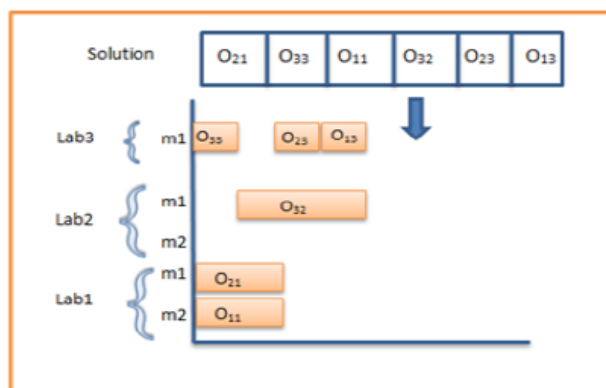 Solution O21 O33 O11 O32 O23 O13
Lab3 m1 O33 O23 O13
Lab2 m1 O32
m2
Lab1 m1 O21
m2 O11